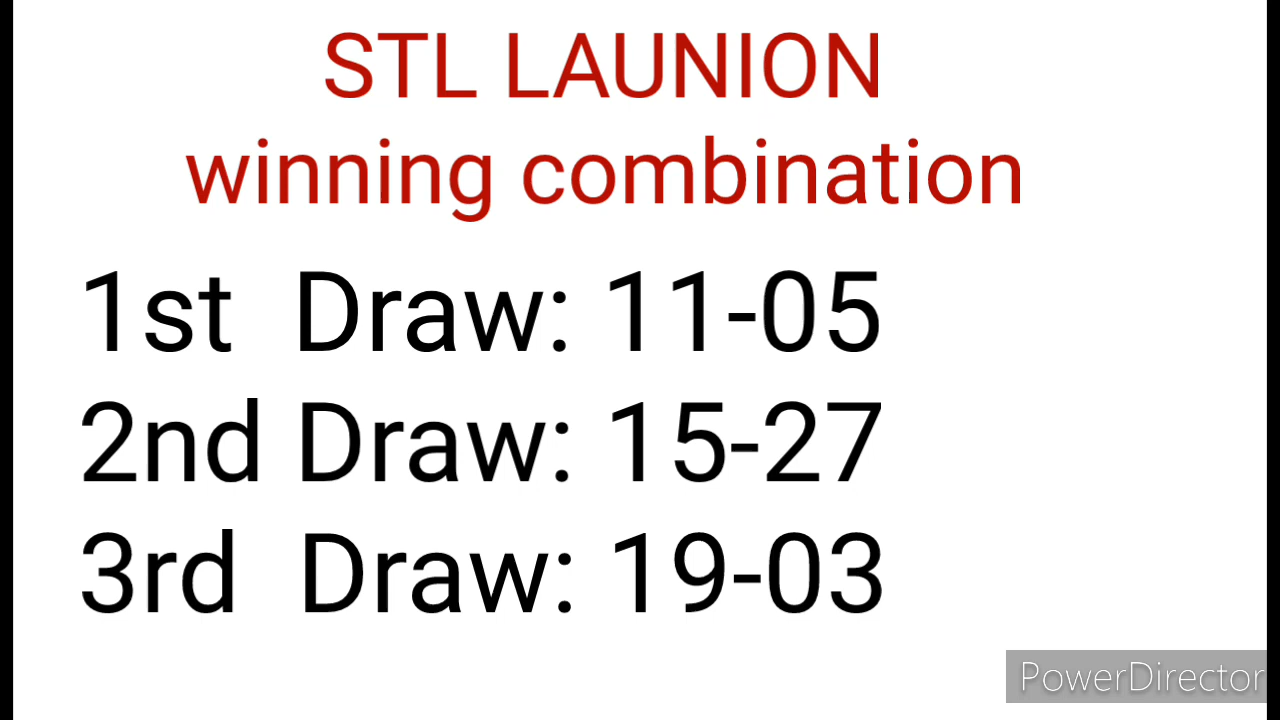 STL LAUNION
winning combination
1st Draw: 11-05
2nd Draw: 15-27
3rd Draw: 19-03
PowerDirector